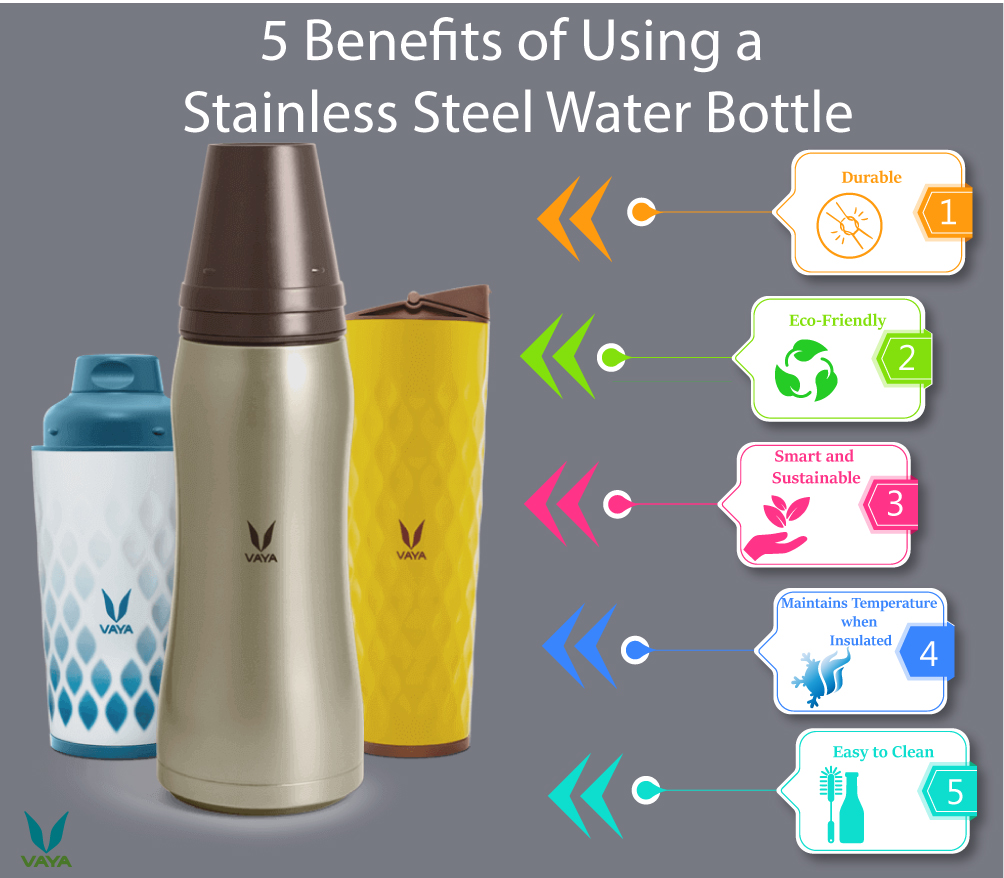 5 Benefits of Using a
Stainless Steel Water Bottle
Durable
1
Eco-Friendly
2
Smart and
Sustainable
3
Maintains Temperature
when
Insulated
4
Easy to Clean
5
VAYA
VAYA
VAYA
VAYA